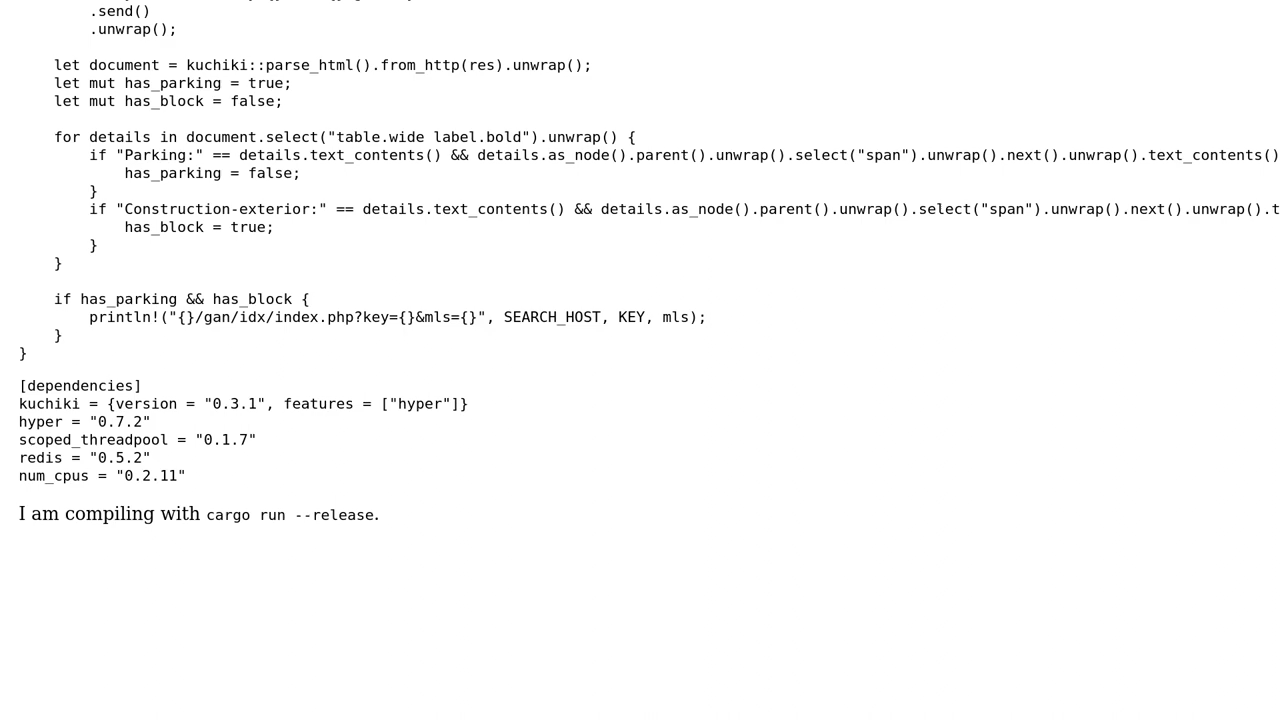 .send()
.unwrap();
let document = kuchiki::parse_html().from_http(res).unwrap();
let mut has_parking = true;
let mut has_block = false;
for details in document.select("table.wide label.bold").unwrap() {
if "Parking:" == details.text_contents() && details.as_node().parent().unwrap().select("span").unwrap().next().unwrap().text_contents()
has_parking = false;
}
if "Construction-exterior:" == details.text_contents() && details.as_node().parent().unwrap().select("span").unwrap().next().unwrap().t
has_block = true;
}
}
if has_parking && has_block {
println!("{}/gan/idx/index.php?key={}&mls={}", SEARCH_HOST, KEY, mls);
}
}
[dependencies]
kuchiki = {version = "0.3.1", features = ["hyper"]}
hyper = "0.7.2"
scoped_threadpool = "0.1.7"
redis = "0.5.2"
num_cpus = "0.2.11"
I am compiling with cargo run --release.